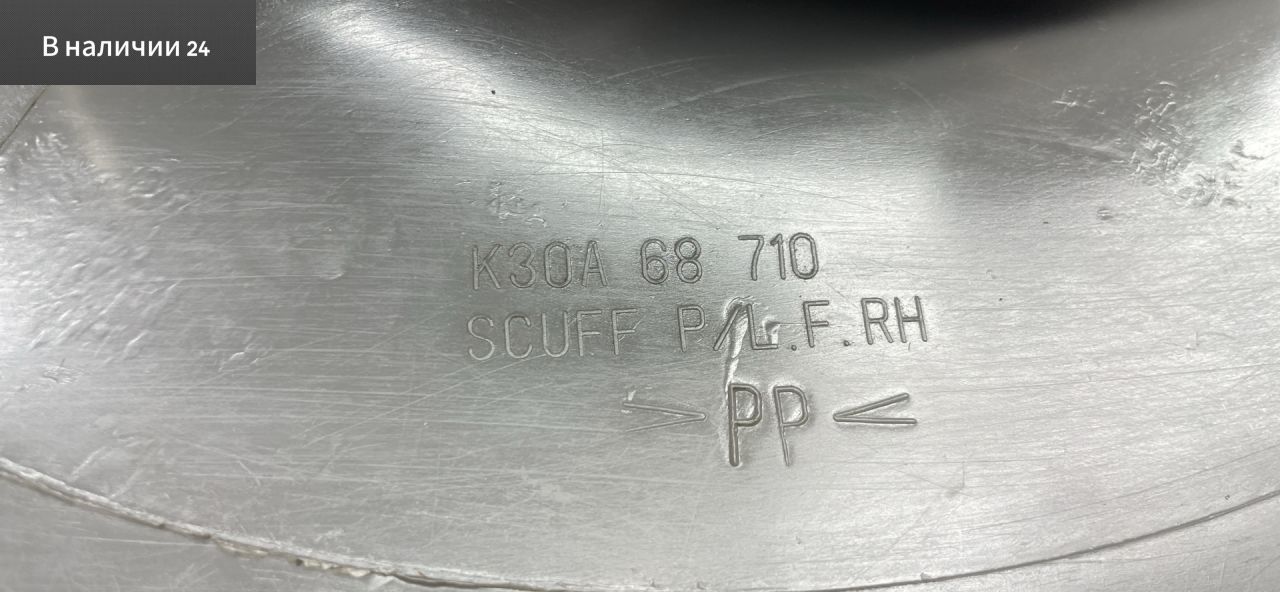 В наличии 24
K30A 68 710
SCUFF P/L.F.RH
>PP<